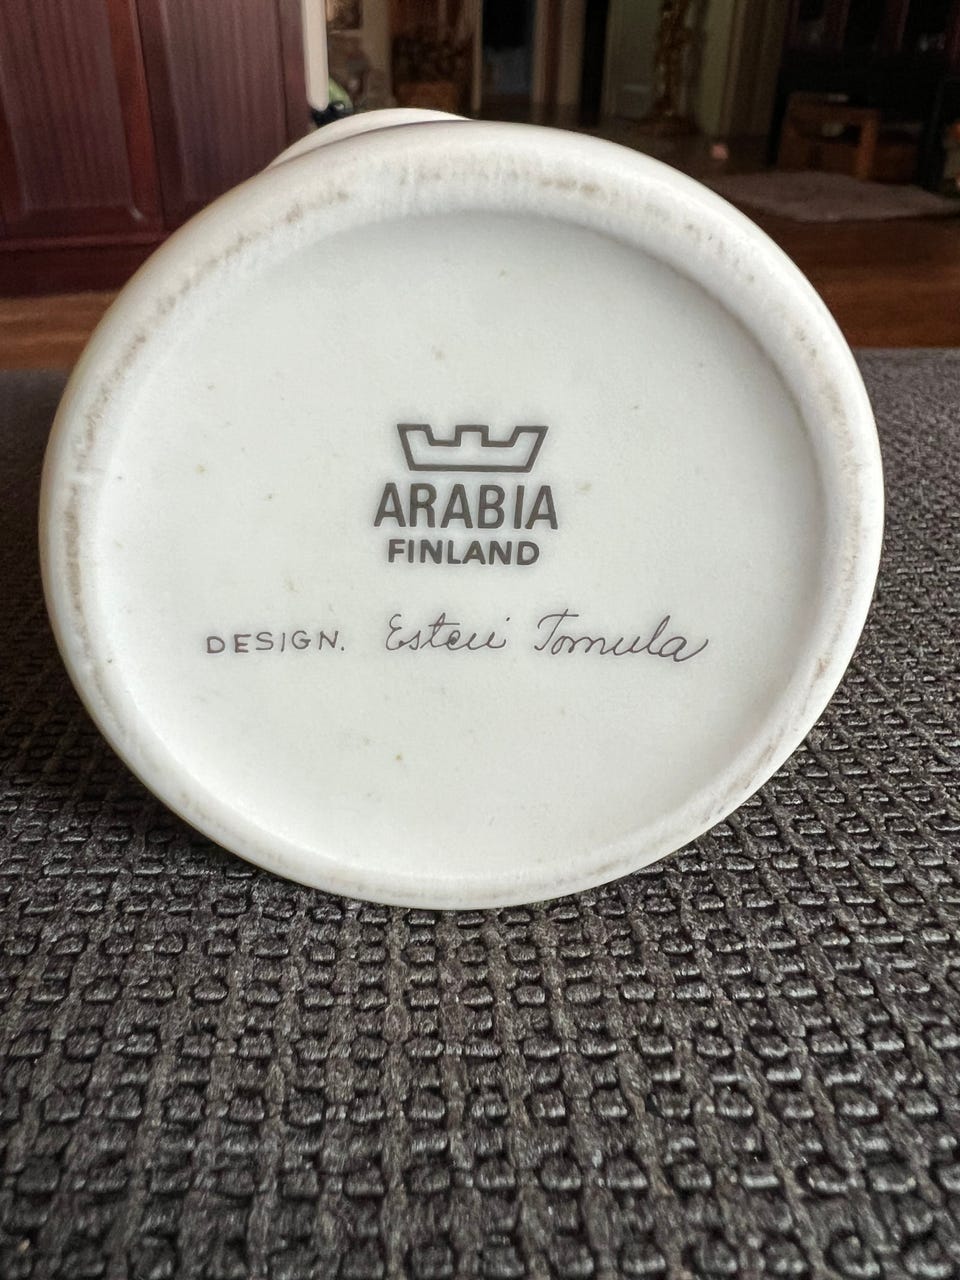 ARABIA
FINLAND
DESIGN. Esteri Tomula